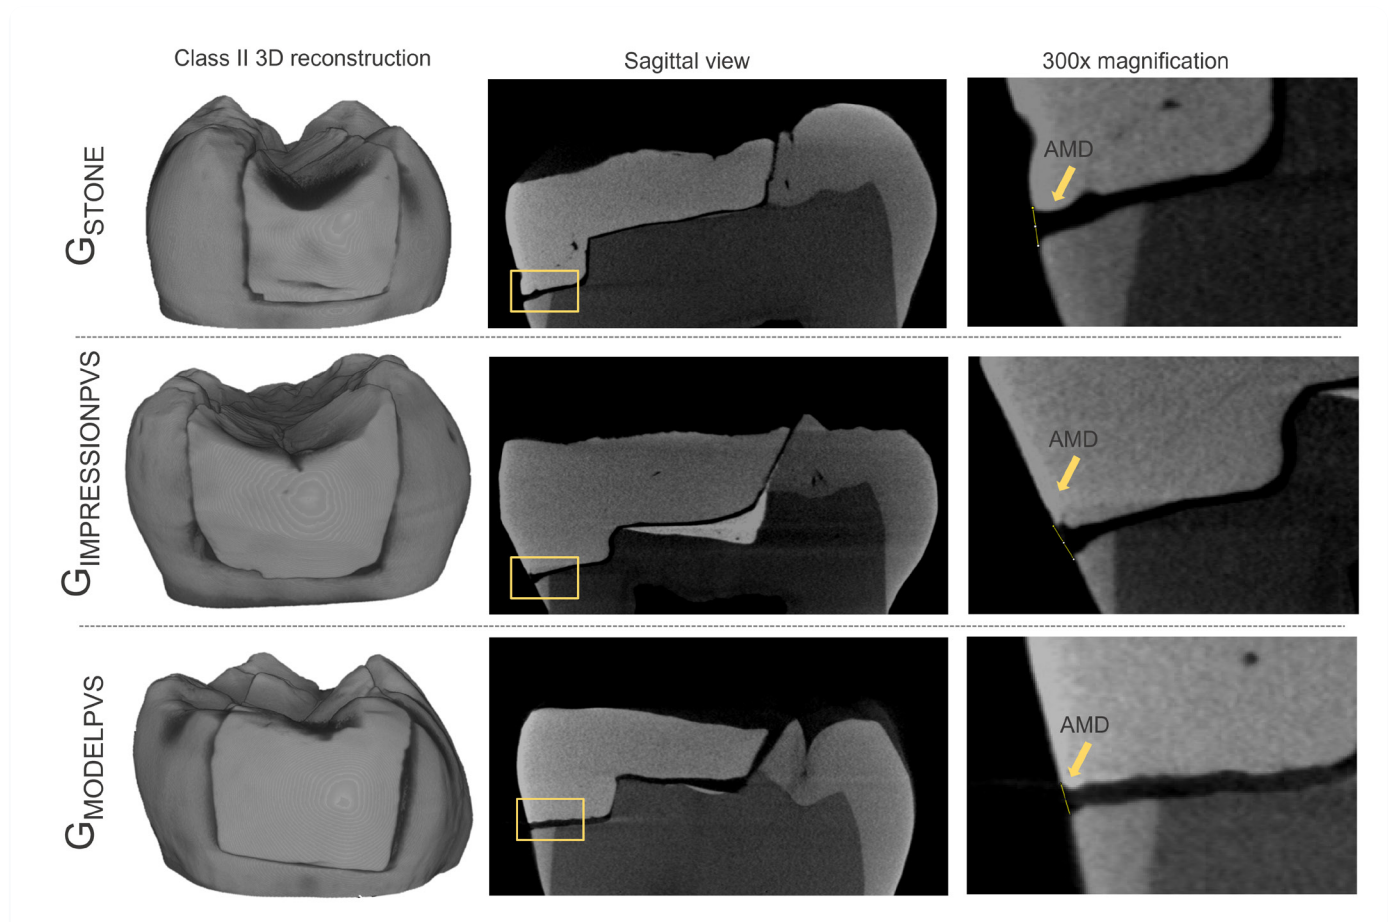 Class II 3D reconstruction
Sagittal view
300x magnification
GSTONE
AMD
GIMPRESSIONPVS
AMD
GMODELPVS
AMD